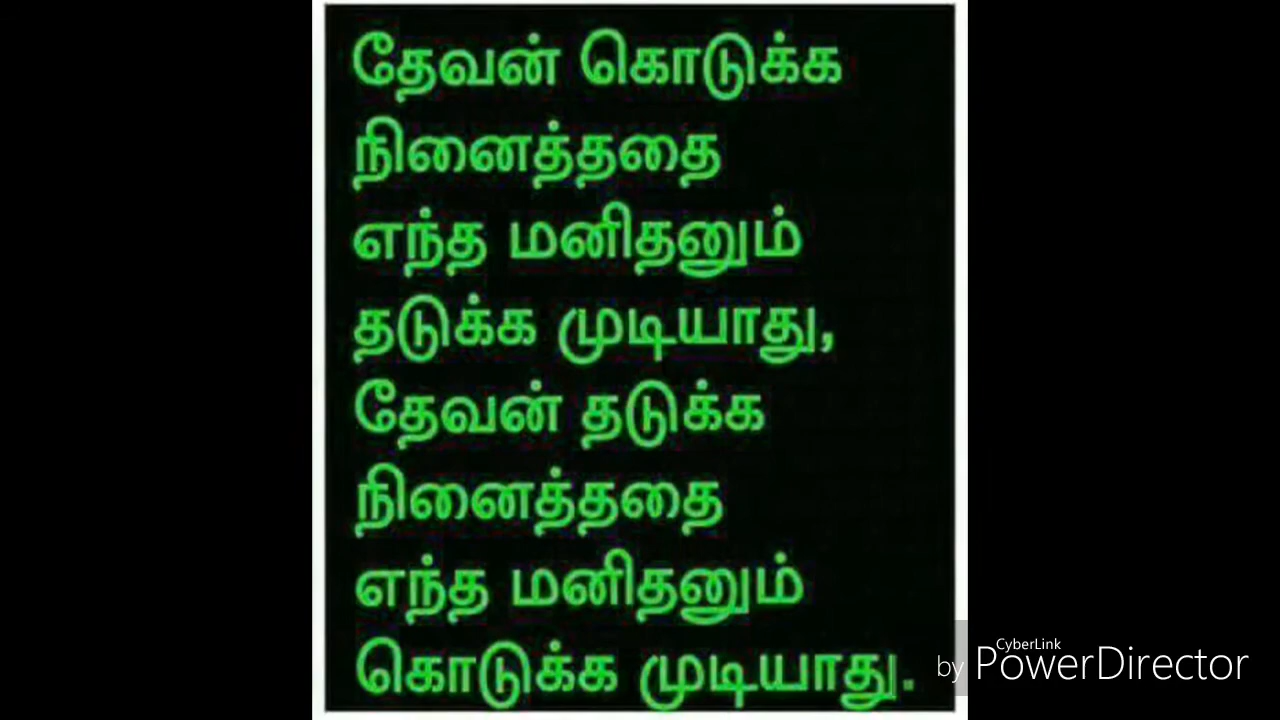 தேவன் கொடுக்க
நினைத்ததை
எந்த மனிதனும்
தடுக்க முடியாது,
தேவன் தடுக்க
நினைத்ததை
எந்த மனிதனும்
கொடுக்க முடியாது.
CyberLink
by PowerDirector